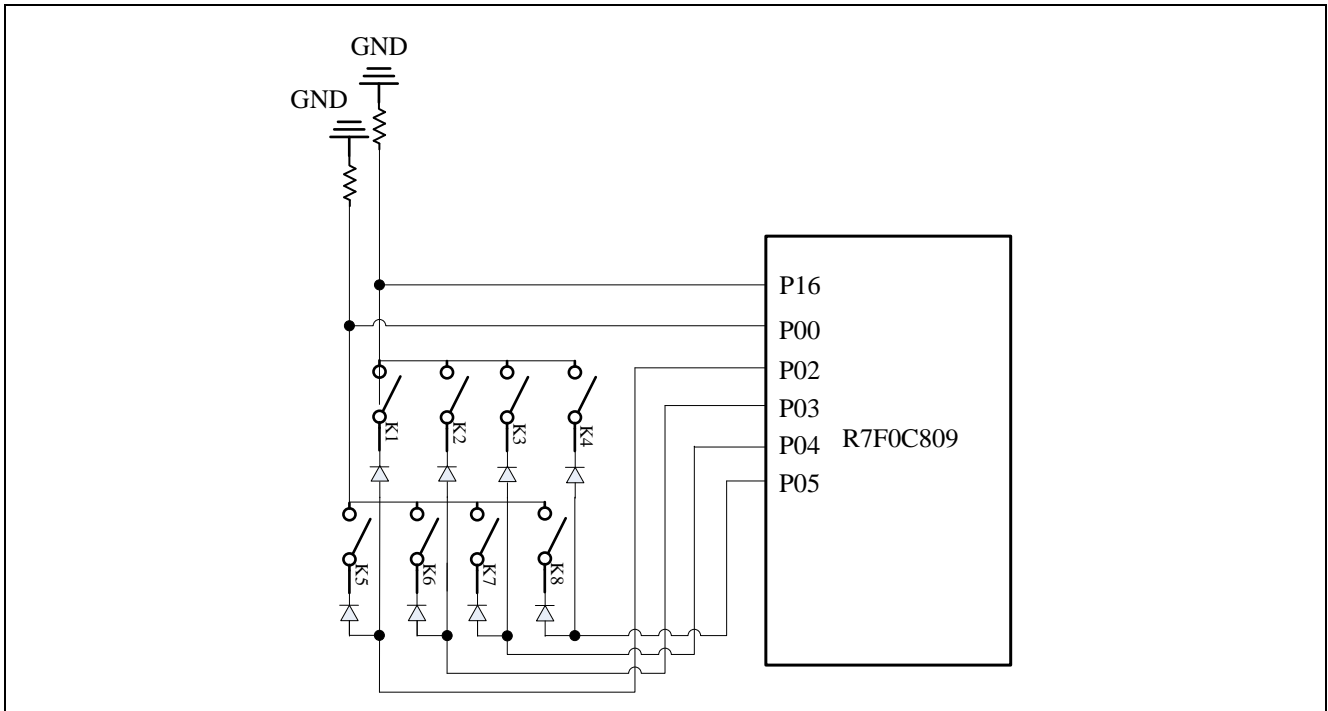 GND
GND
P16
P00
P02
P03
P04
P05
R7F0C809
K1
K2
K3
K4
K5
K6
K7
K8